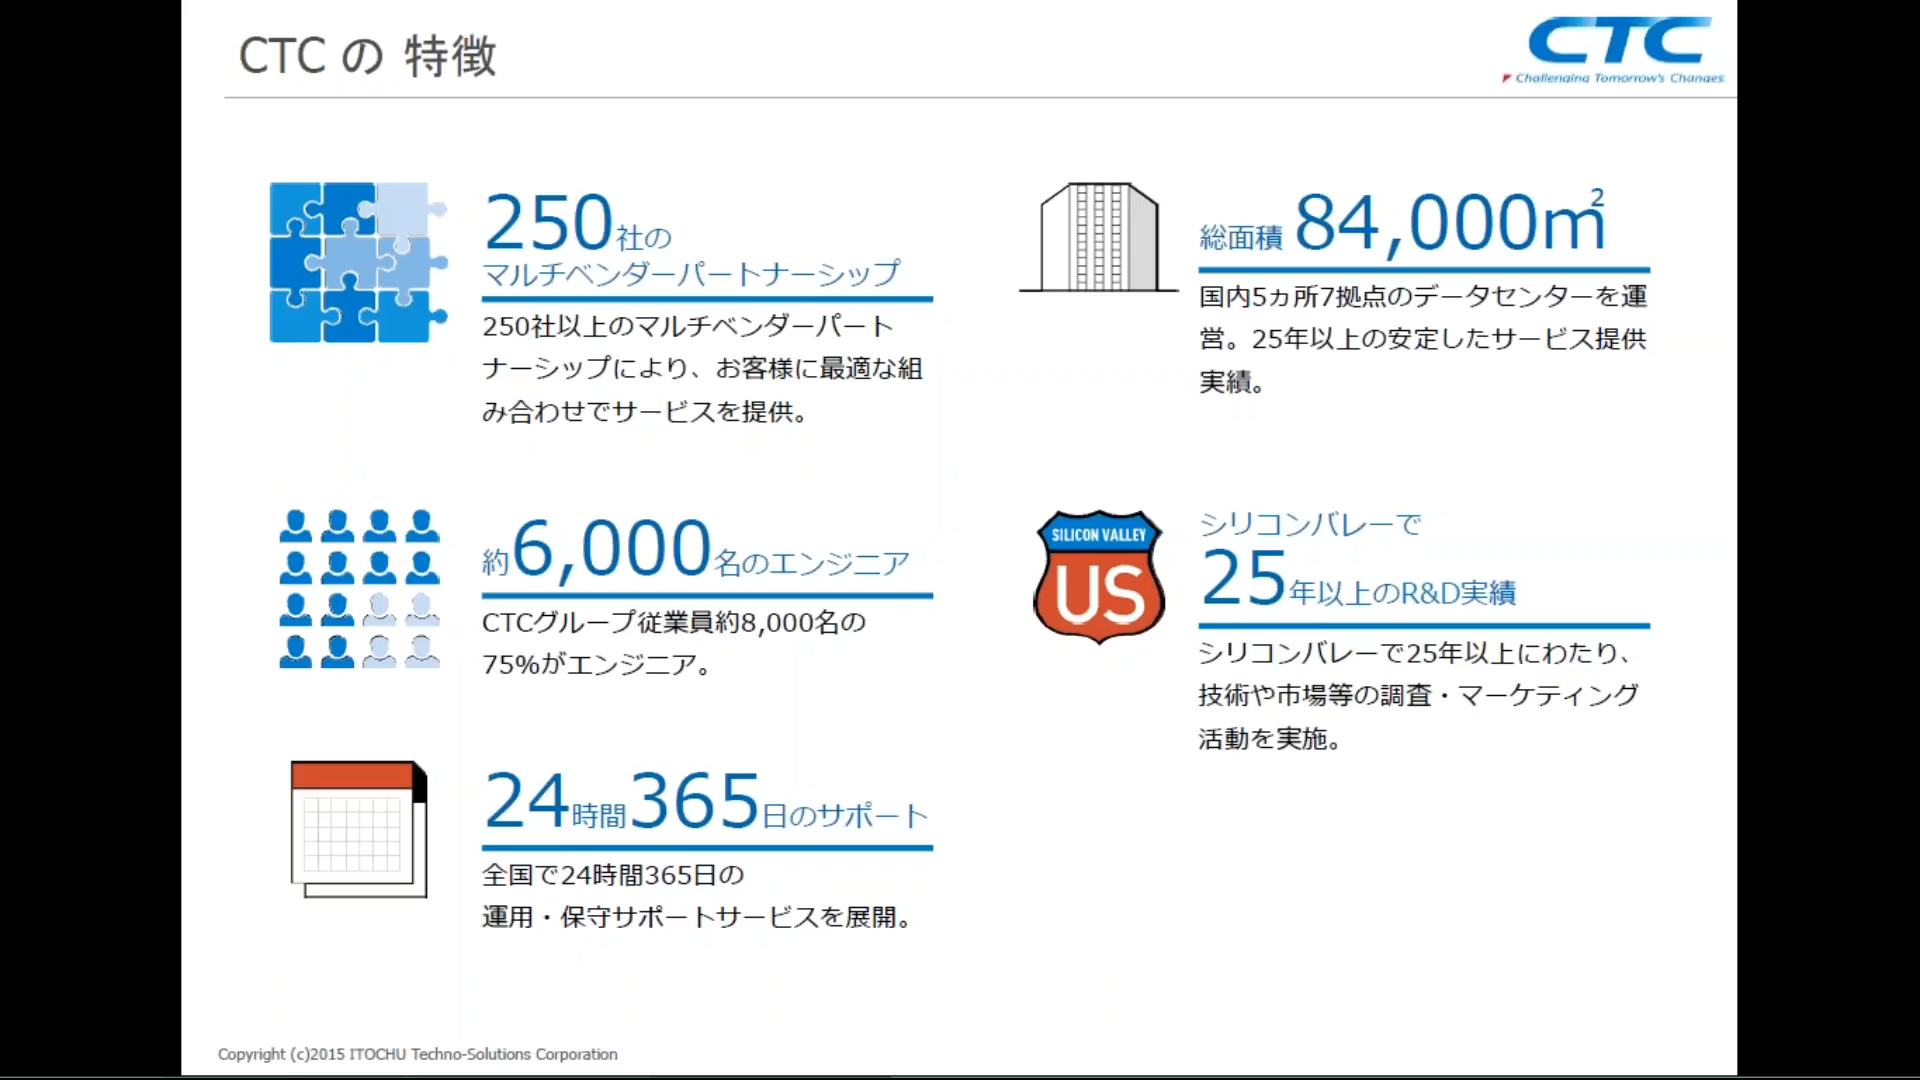 CTC の 特徴
CTC
Challenging Tomorrow's Changes
250社の
マルチベンダーパートナーシップ
250社以上のマルチベンダーパート
ナーシップにより、お客様に最適な組
み合わせでサービスを提供。
約6,000名のエンジニア
CTCグループ従業員約8,000名の
75%がエンジニア。
24時間365日のサポート
全国で24時間365日の
運用・保守サポートサービスを展開。
総面積 84,000㎡
国内5ヵ所7拠点のデータセンターを運
営。25年以上の安定したサービス提供
実績。
SILICON VALLEY
US
シリコンバレーで
25年以上のR&D実績
シリコンバレーで25年以上にわたり、
技術や市場等の調査・マーケティング
活動を実施。
Copyright (c)2015 ITOCHU Techno-Solutions Corporation